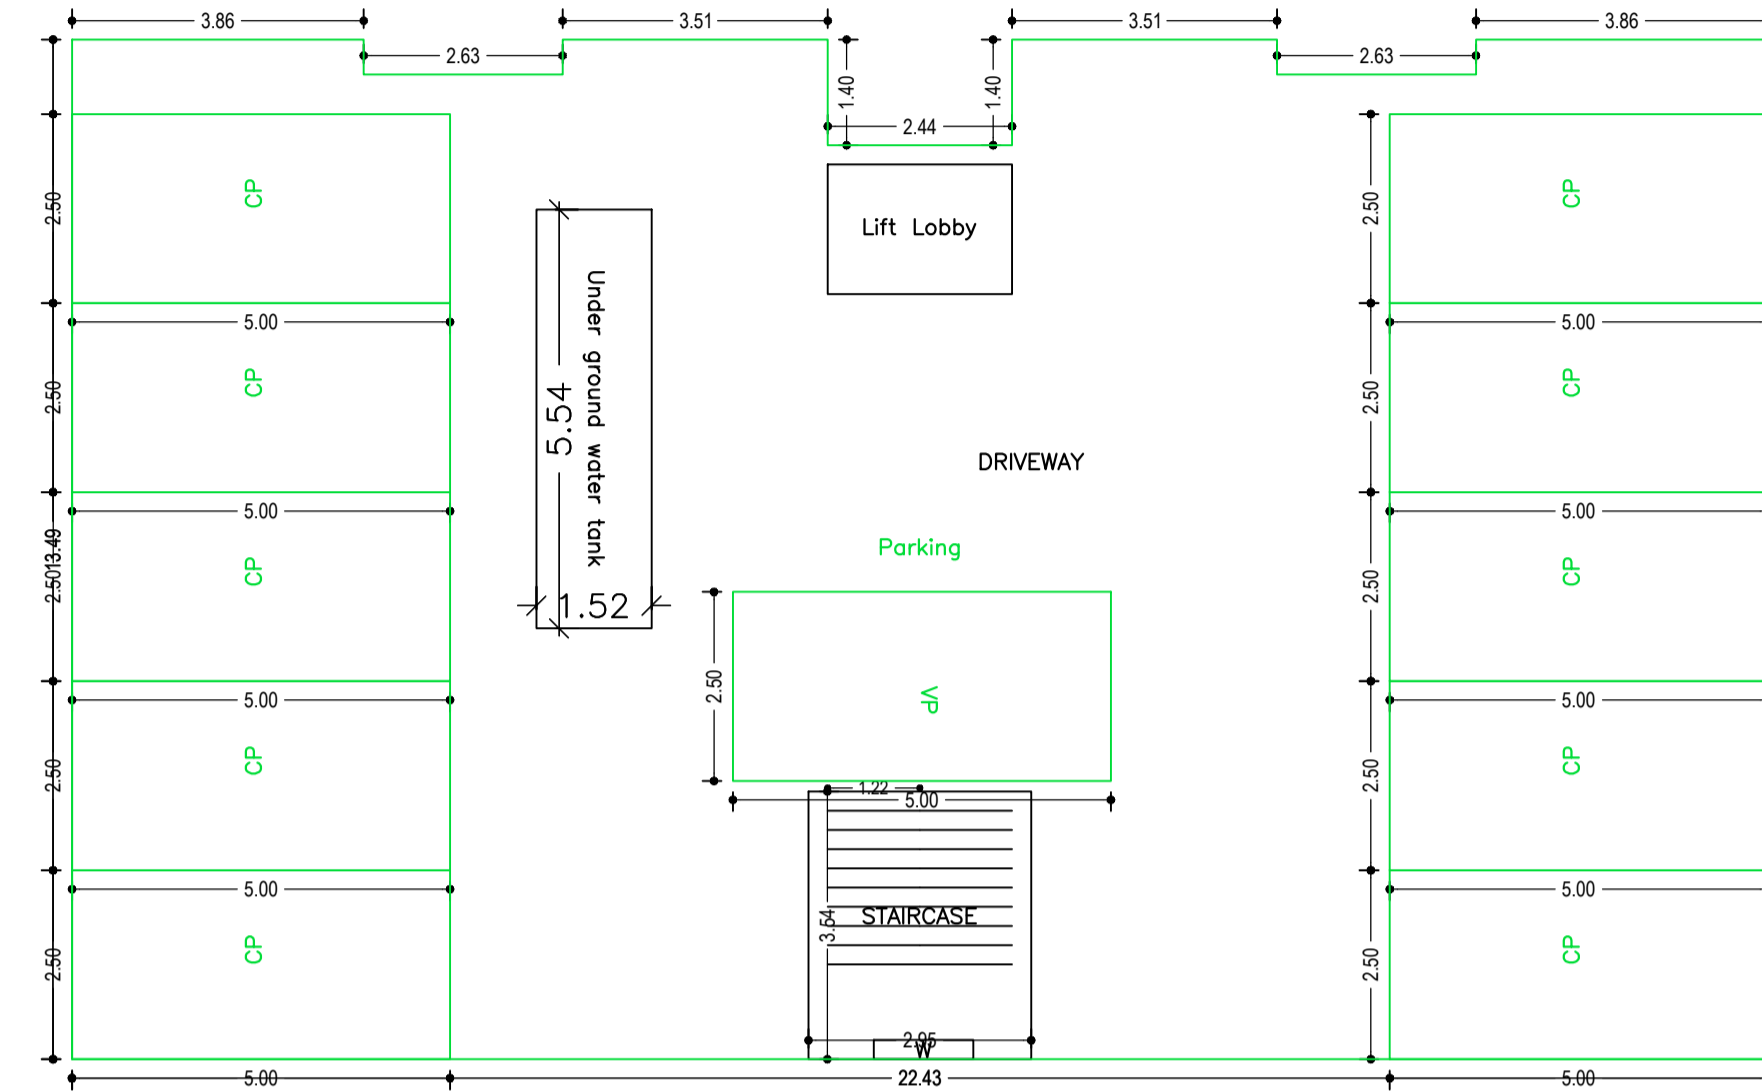 3.86
3.51
3.51
3.86
2.63
2.63
1.40
1.40
2.44
CP
2.50
Lift Lobby
2.50
CP
5.00
5.00
CP
2.50
Under ground water tank
5.54
2.50
CP
DRIVEWAY
5.00
5.00
13.49
2.50
CP
Parking
2.50
CP
1.52
5.00
2.50
VP
5.00
CP
2.50
2.50
CP
1.22
5.00
5.00
5.00
3.54
STAIRCASE
CP
2.50
2.50
CP
2.95
W
5.00
22.43
5.00